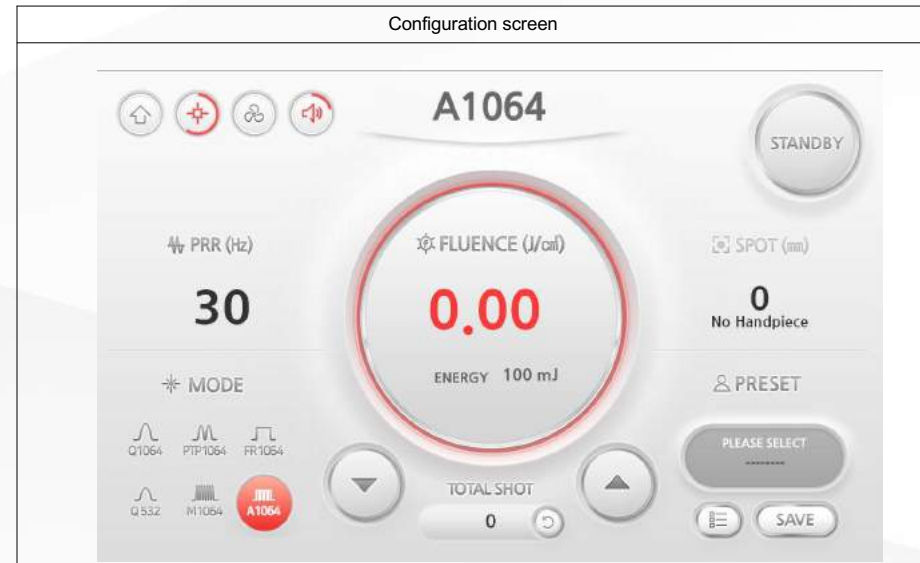 Configuration screen
A1064
STANDBY
PRR (Hz)
30
FLUENCE (J/㎠)
0.00
ENERGY 100 mJ
SPOT (㎜)
0
No Handpiece
MODE
Q1064 PTP1064 FR1064
Q532 M1064 A1064
TOTAL SHOT
0
PRESET
PLEASE SELECT
--------
SAVE